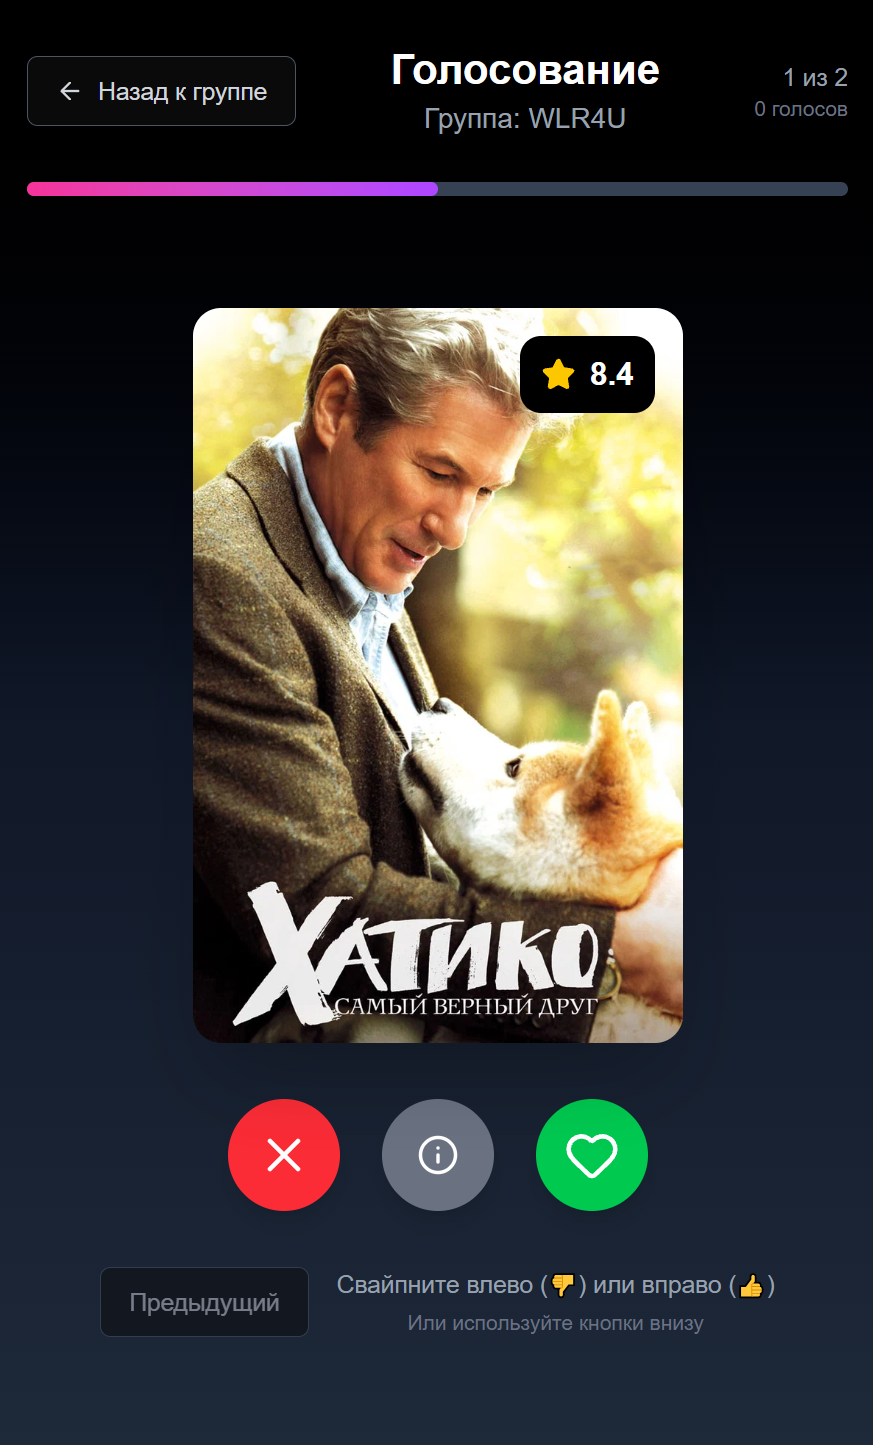 Назад к группе
Голосование
Группа: WLR4U
1 из 2
0 голосов
8.4
ХАТИКО
САМЫЙ ВЕРНЫЙ ДРУГ
Предыдущий
Свайпните влево (👎) или вправо (👍)
Или используйте кнопки внизу